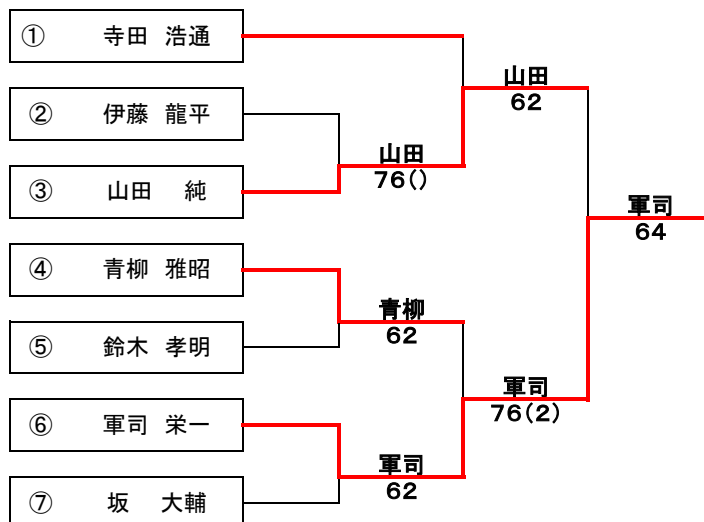 ① 寺田 浩通
② 伊藤 龍平
③ 山田 純
④ 青柳 雅昭
⑤ 鈴木 孝明
⑥ 軍司 栄一
⑦ 坂 大輔
山田
76()
青柳
62
軍司
62
山田
62
軍司
76(2)
軍司
64